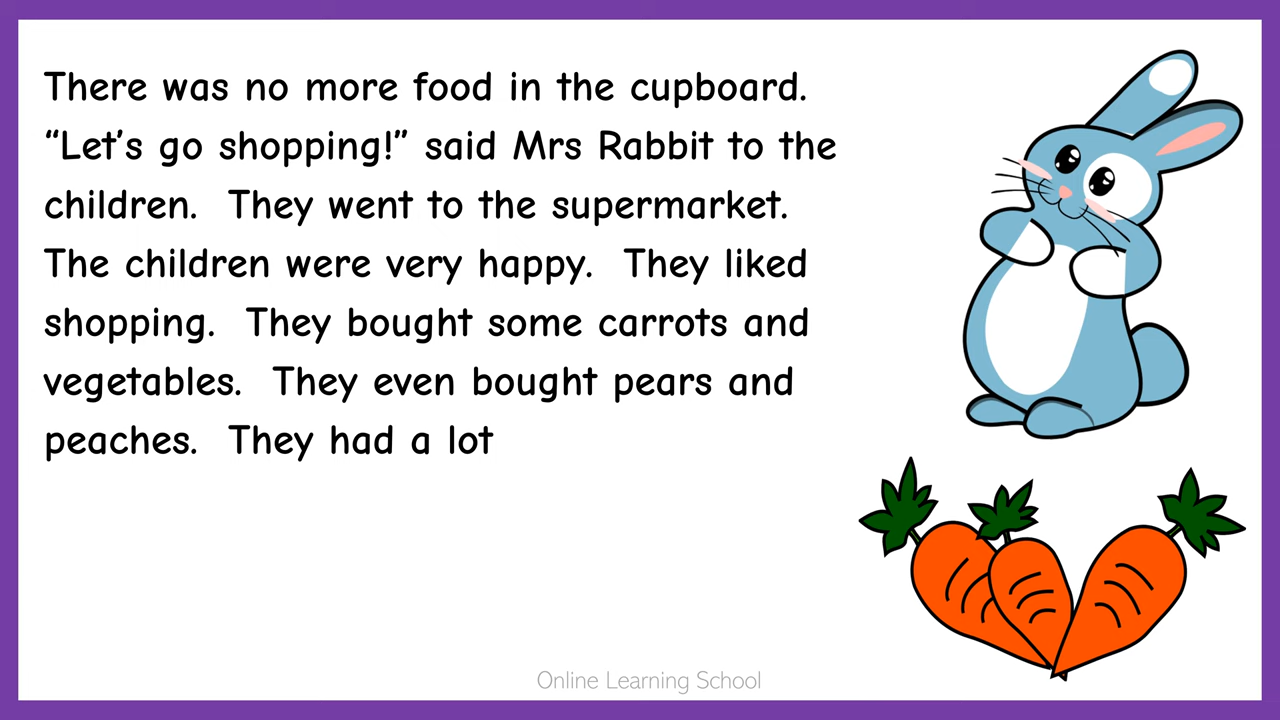 There was no more food in the cupboard.
“Let’s go shopping!” said Mrs Rabbit to the
children.  They went to the supermarket.
The children were very happy.  They liked
shopping.  They bought some carrots and
vegetables.  They even bought pears and
peaches.  They had a lot
Online Learning School